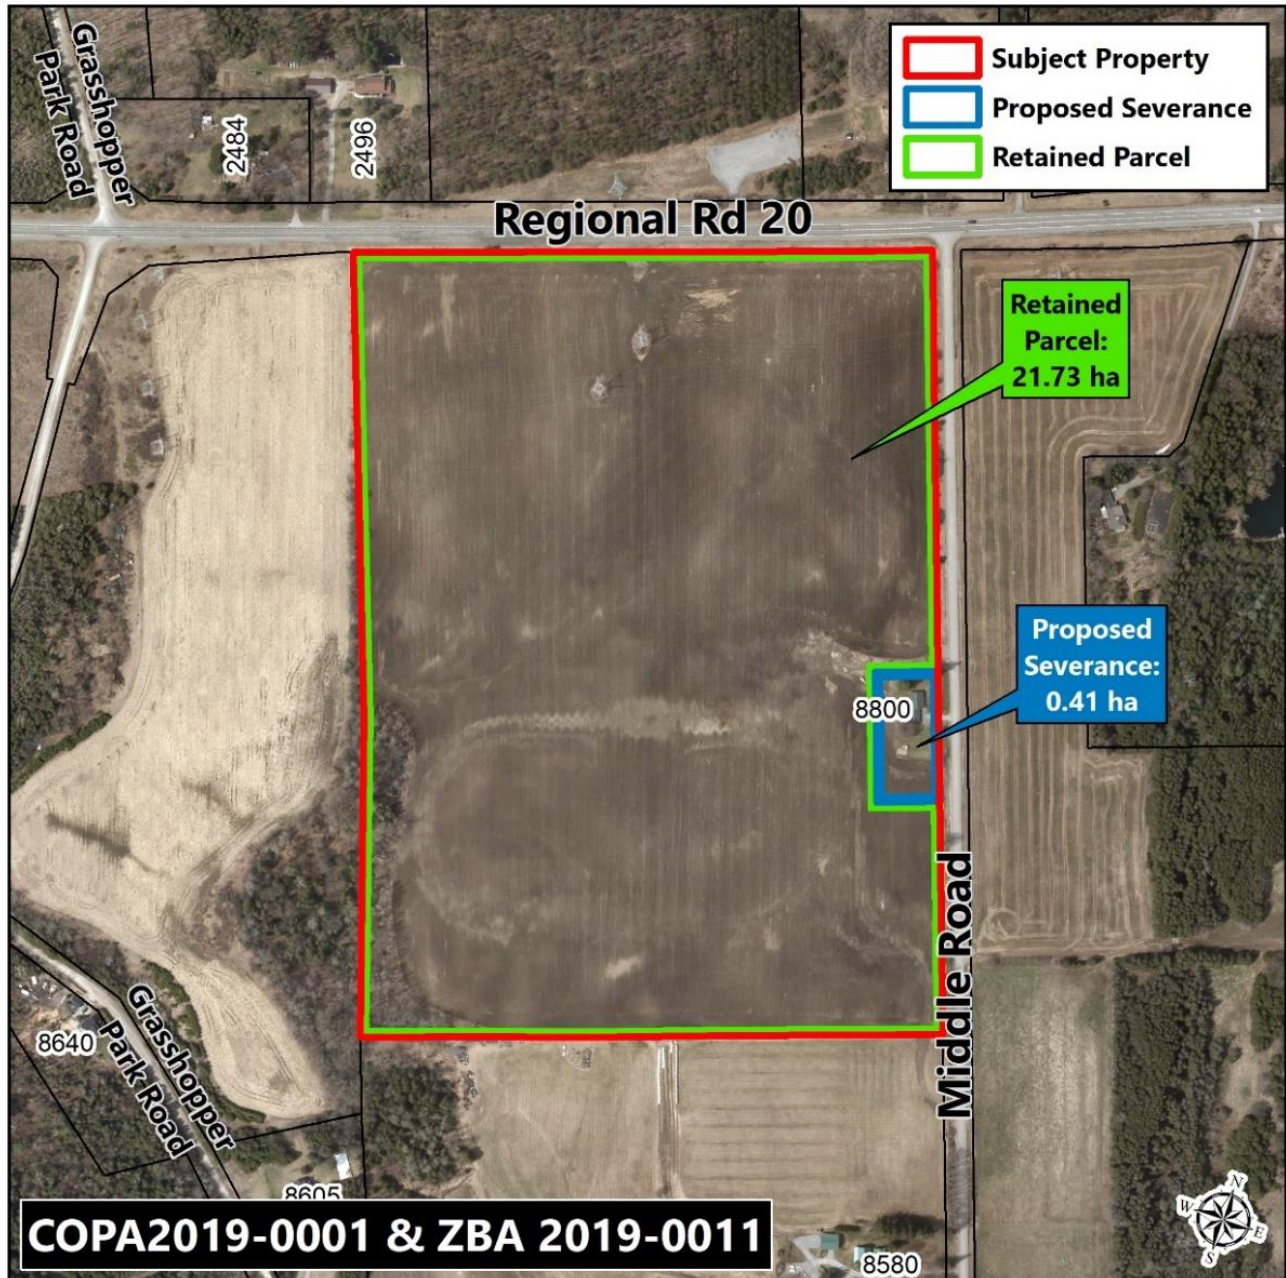 Grasshopper
Park Road
2484
2496
Subject Property
Proposed Severance
Retained Parcel
Regional Rd 20
Retained
Parcel:
21.73 ha
Proposed
Severance:
0.41 ha
8800
Middle Road
Grasshopper
Park Road
8640
8605
COPA2019-0001 & ZBA 2019-0011
8580
N
W
E
S